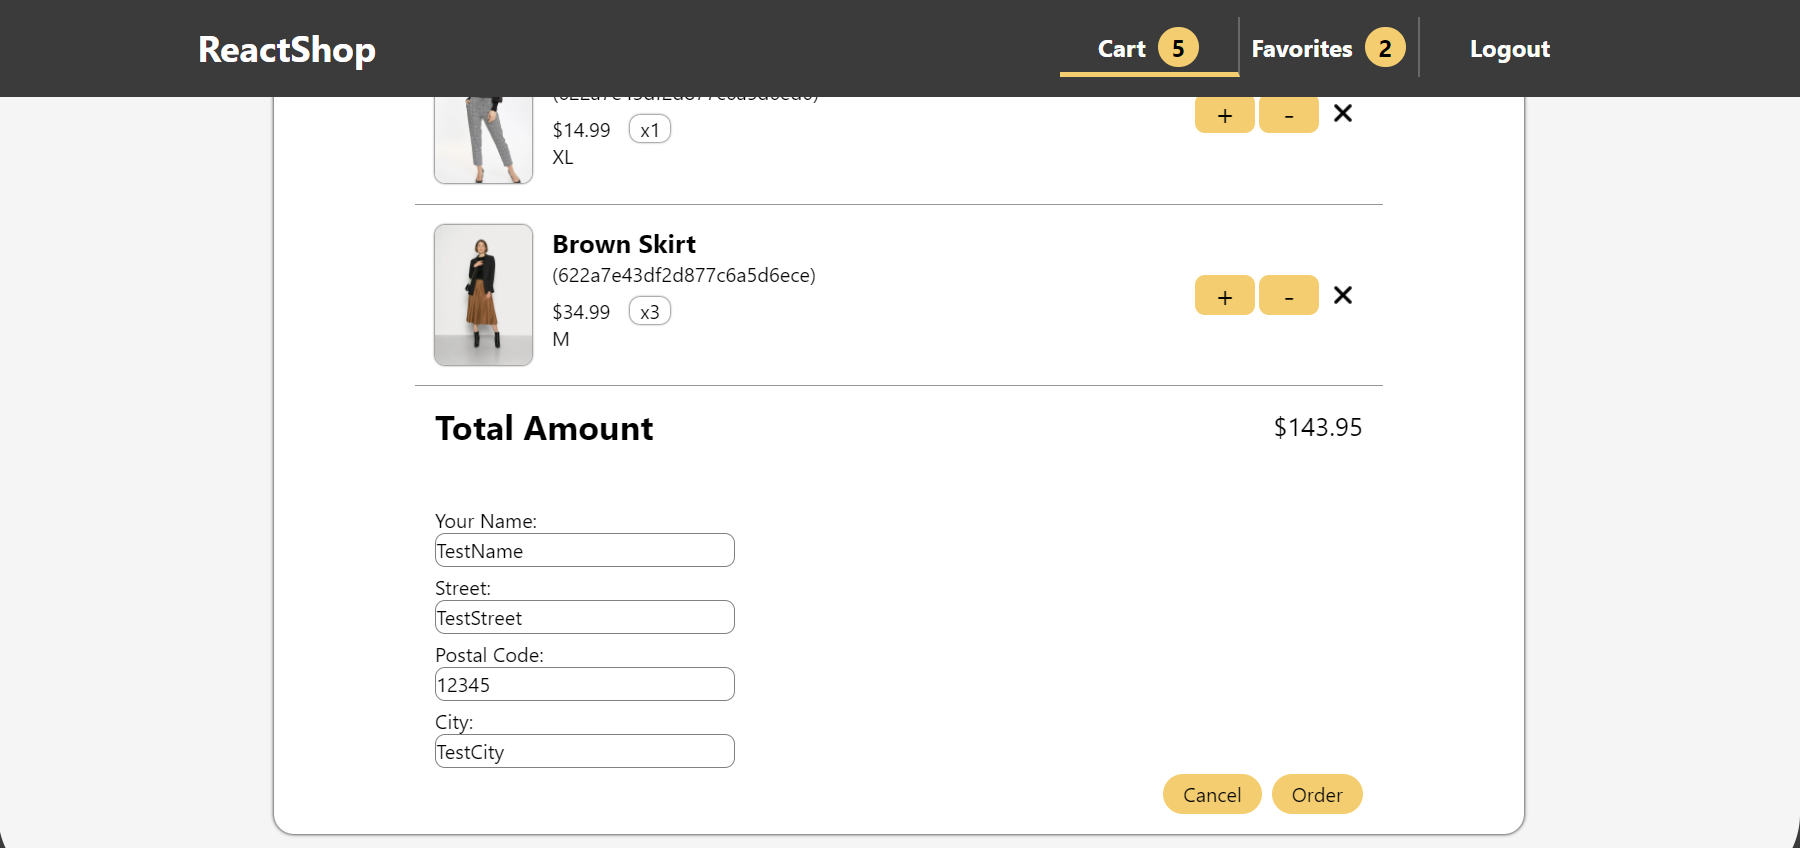 ReactShop
Cart 5
Favorites 2
Logout
$14.99 x1
XL
+ -
Brown Skirt
(622a7e43df2d877c6a5d6ece)
$34.99 x3
M
+ -
Total Amount
$143.95
Your Name:
TestName
Street:
TestStreet
Postal Code:
12345
City:
TestCity
Cancel
Order